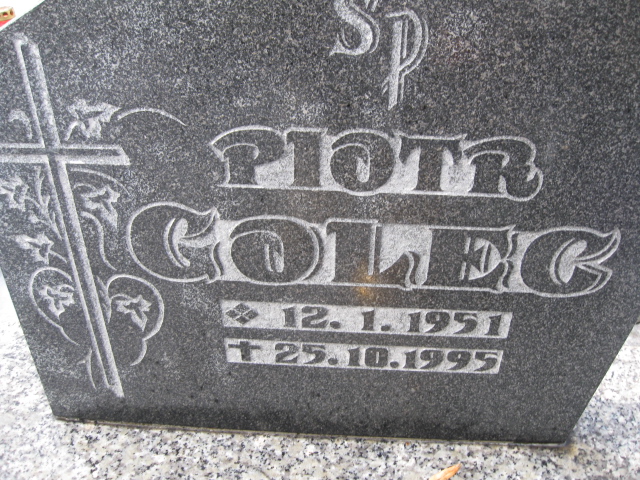 SP
PIOTR
GOLEC
12. 1. 1951
25.10.1995